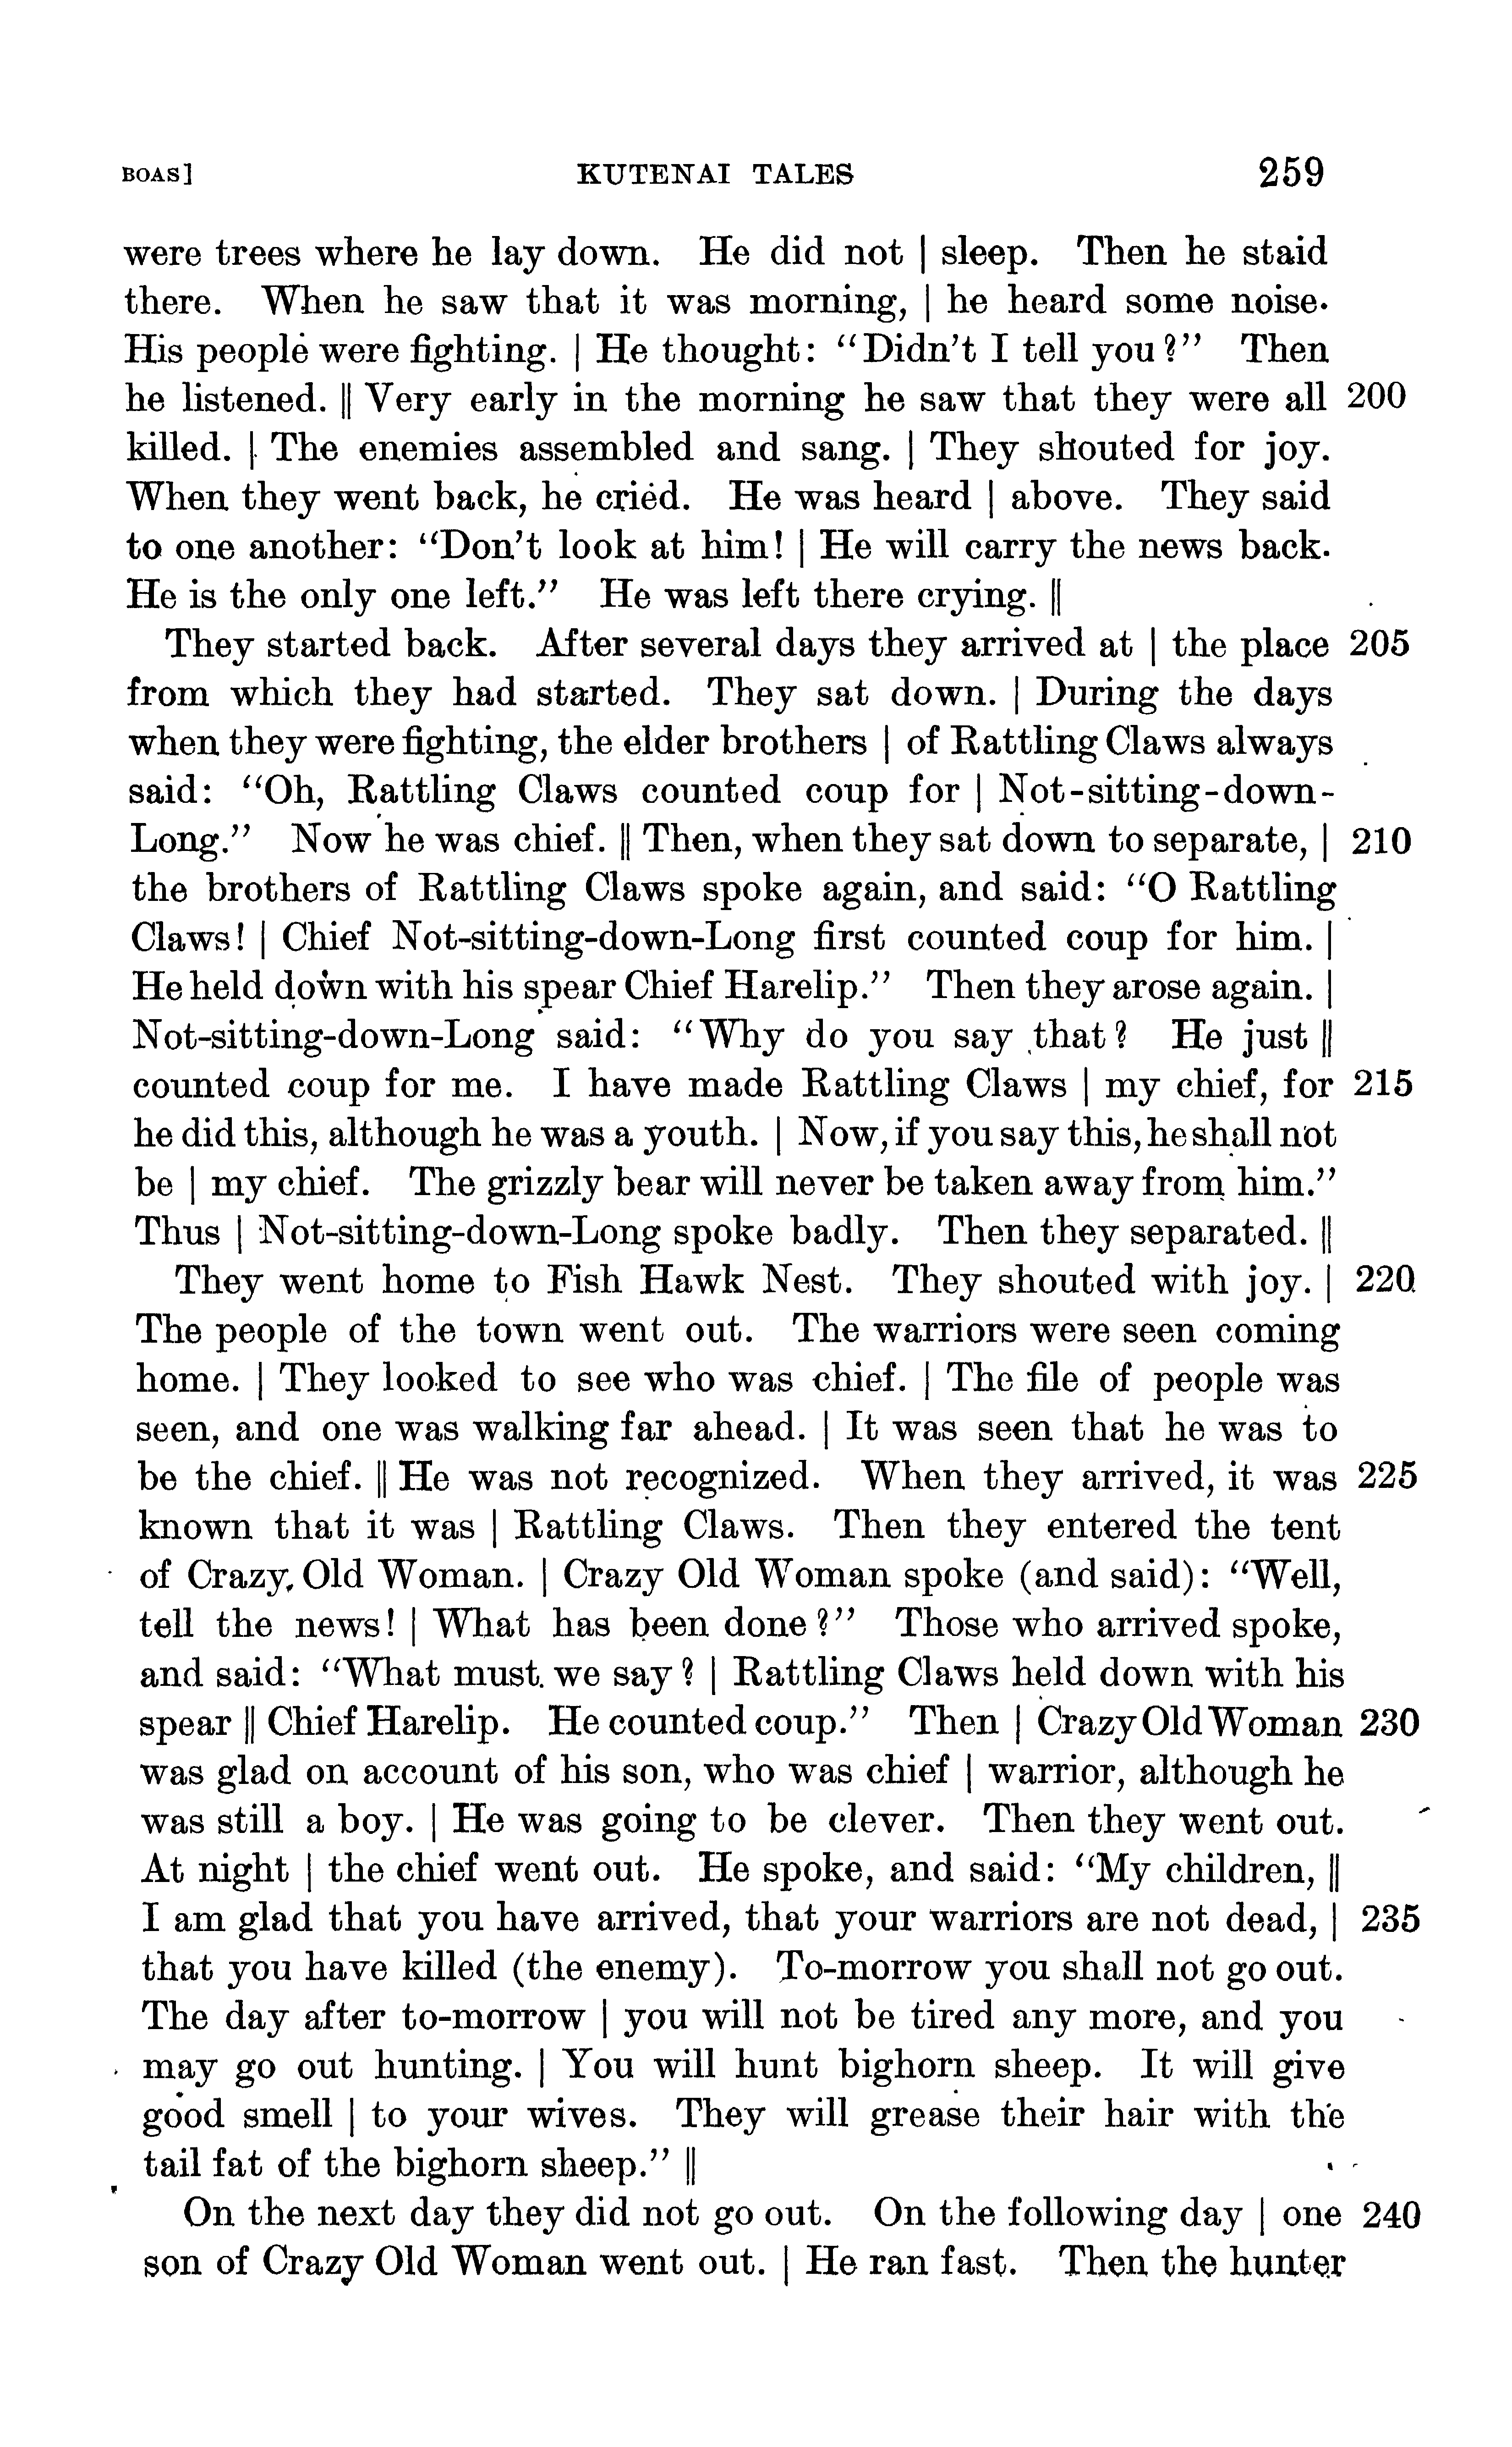 BOAS] KUTENAI TALES 259
were trees where he lay down. He did not | sleep. Then he staid
there. When he saw that it was morning, | he heard some noise.
His people were fighting. | He thought: “Didn’t I tell you?” Then
he listened. || Very early in the morning he saw that they were all 200
killed. | The enemies assembled and sang. | They shouted for joy.
When they went back, he cried. He was heard | above. They said
to one another: “Don’t look at him! | He will carry the news back.
He is the only one left.” He was left there crying. ||
They started back. After several days they arrived at | the place 205
from which they had started. They sat down. | During the days
when they were fighting, the elder brothers | of Rattling Claws always
said: “Oh, Rattling Claws counted coup for | Not-sitting-down-
Long.” Now he was chief. || Then, when they sat down to separate, | 210
the brothers of Rattling Claws spoke again, and said: “O Rattling
Claws! | Chief Not-sitting-down-Long first counted coup for him. |
He held down with his spear Chief Harelip.” Then they arose again. |
Not-sitting-down-Long said: “Why do you say that? He just ||
counted coup for me. I have made Rattling Claws | my chief, for 215
he did this, although he was a youth. | Now, if you say this, he shall not
be | my chief. The grizzly bear will never be taken away from him.”
Thus | Not-sitting-down-Long spoke badly. Then they separated. ||
They went home to Fish Hawk Nest. They shouted with joy. | 220
The people of the town went out. The warriors were seen coming
home. | They looked to see who was chief. | The file of people was
seen, and one was walking far ahead. | It was seen that he was to
be the chief. || He was not recognized. When they arrived, it was 225
known that it was | Rattling Claws. Then they entered the tent
of Crazy Old Woman. | Crazy Old Woman spoke (and said): “Well,
tell the news! | What has been done?” Those who arrived spoke,
and said: “What must we say? | Rattling Claws held down with his
spear || Chief Harelip. He counted coup.” Then | Crazy Old Woman 230
was glad on account of his son, who was chief | warrior, although he
was still a boy. | He was going to be clever. Then they went out.
At night | the chief went out. He spoke, and said: “My children, ||
I am glad that you have arrived, that your warriors are not dead, | 235
that you have killed (the enemy). To-morrow you shall not go out.
The day after to-morrow | you will not be tired any more, and you
may go out hunting. | You will hunt bighorn sheep. It will give
good smell | to your wives. They will grease their hair with the
tail fat of the bighorn sheep.” ||
On the next day they did not go out. On the following day | one 240
son of Crazy Old Woman went out. | He ran fast. Then the hunter